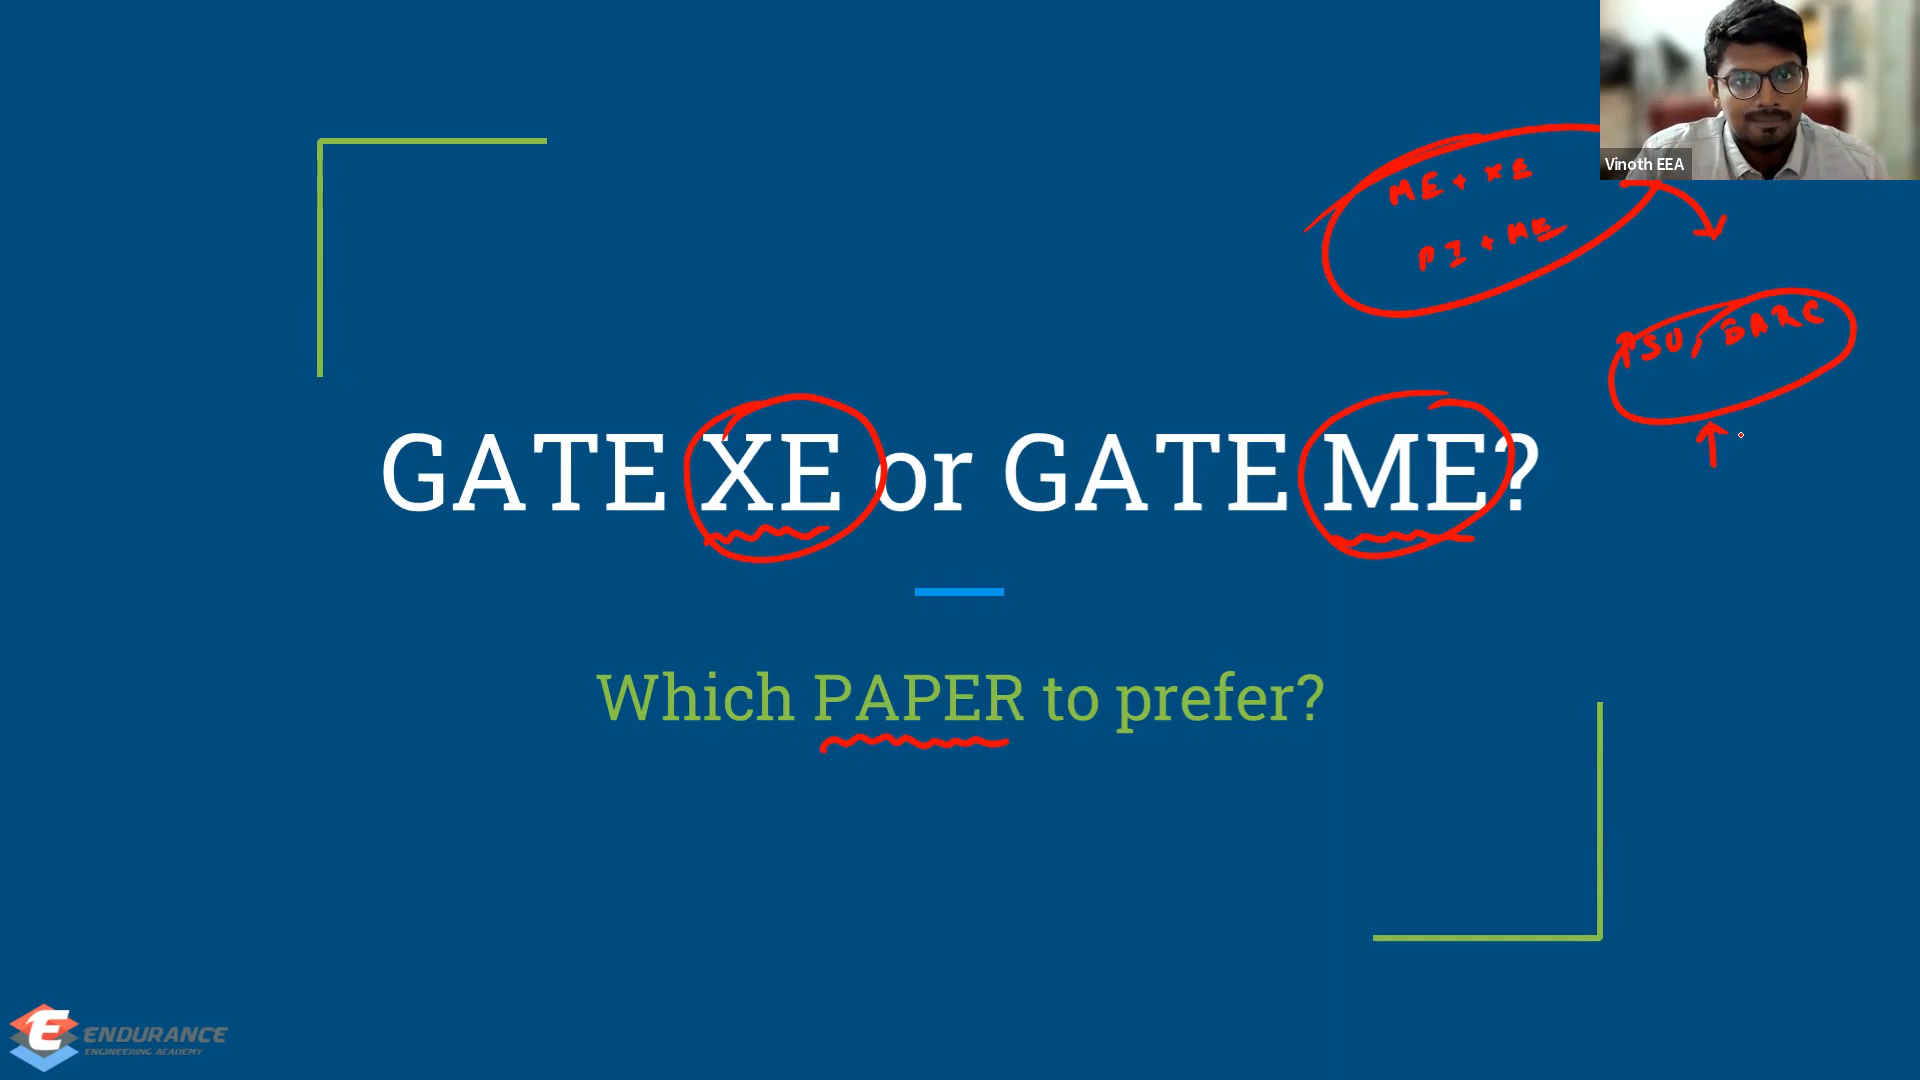 Vinoth EEA
ME + XE
PI + ME
PSU, BARC
GATE XE or GATE ME?
Which PAPER to prefer?
E ENDURANCE
ENGINEERING ACADEMY